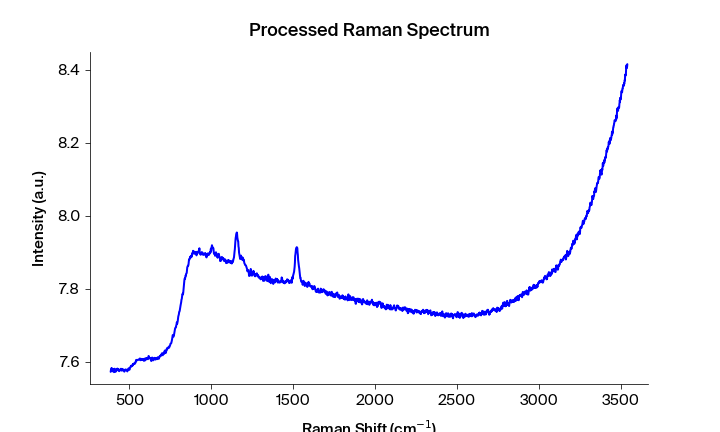 Processed Raman Spectrum
8.4
8.2
8.0
7.8
7.6
Intensity (a.u.)
500 1000 1500 2000 2500 3000 3500
Raman Shift (cm⁻¹)